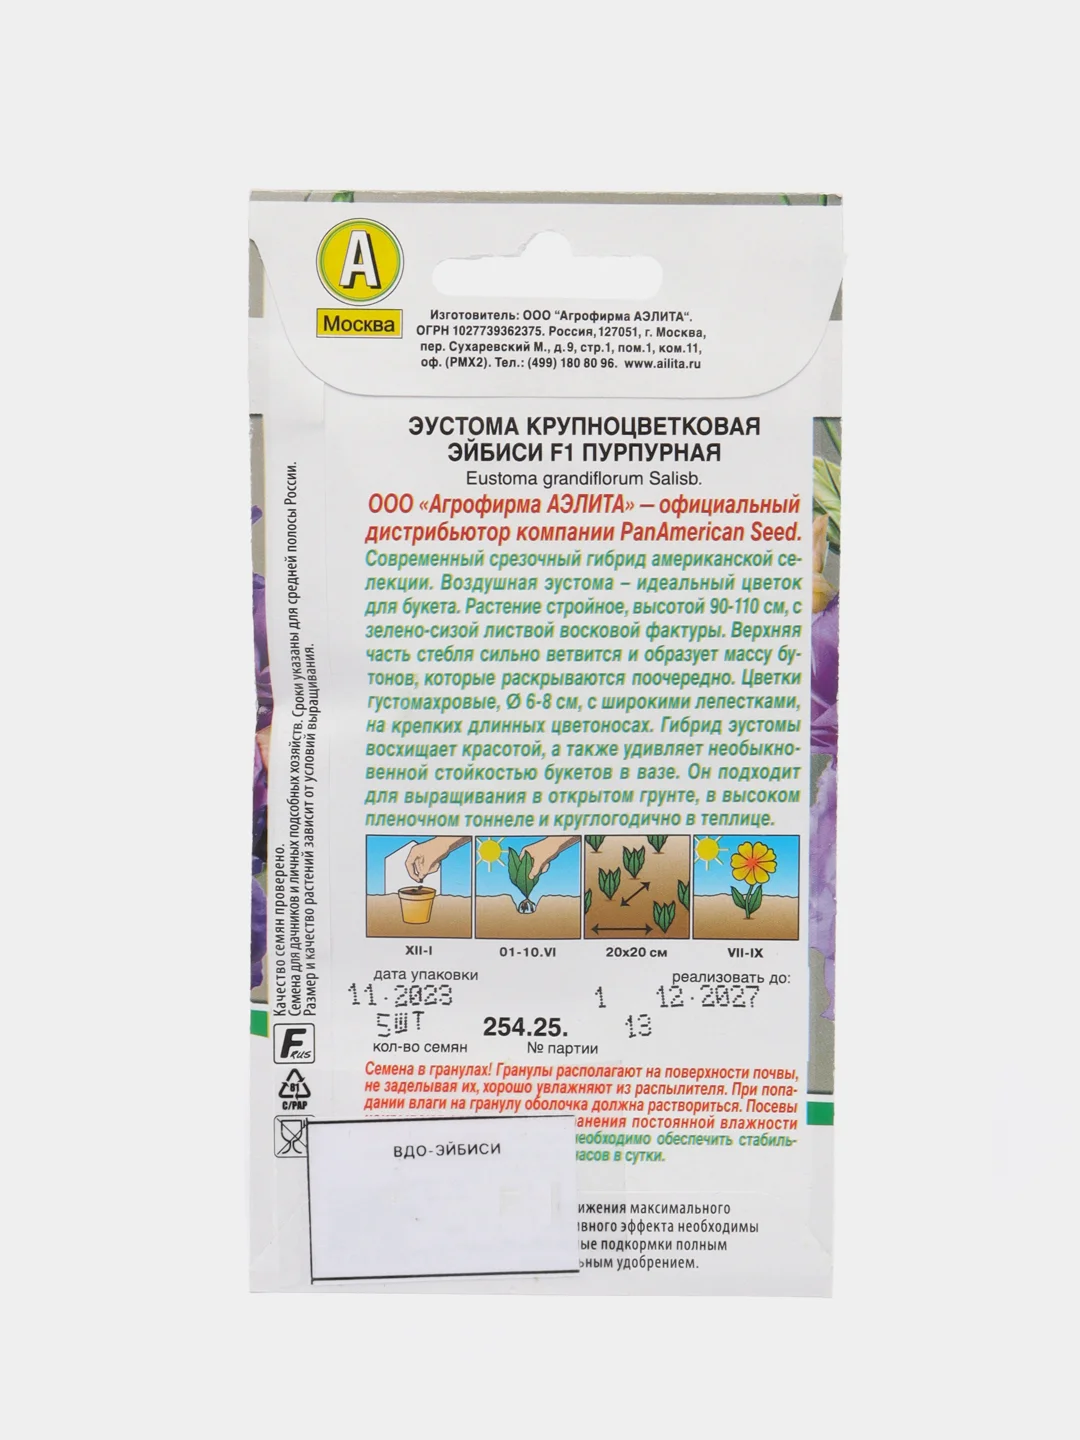 А
Москва
Изготовитель: ООО "Агрофирма АЭЛИТА".
ОГРН 1027739362375. Россия, 127051, г. Москва,
пер. Сухаревский М., д.9, стр.1, пом.1, ком.11,
оф. (РМХ2). Тел.: (499) 180 80 96. www.ailita.ru
ЭУСТОМА КРУПНОЦВЕТКОВАЯ
ЭЙБИСИ F1 ПУРПУРНАЯ
Eustoma grandiflorum Salisb.
ООО «Агрофирма АЭЛИТА» – официальный
дистрибьютор компании PanAmerican Seed.
Современный срезочный гибрид американской се-
лекции. Воздушная эустома – идеальный цветок
для букета. Растение стройное, высотой 90-110 см, с
зелено-сизой листвой восковой фактуры. Верхняя
часть стебля сильно ветвится и образует массу бу-
тонов, которые раскрываются поочередно. Цветки
густомахровые, Ø 6-8 см, с широкими лепестками,
на крепких длинных цветоносах. Гибрид эустомы
восхищает красотой, а также удивляет необыкно-
венной стойкостью букетов в вазе. Он подходит
для выращивания в открытом грунте, в высоком
пленочном тоннеле и круглогодично в теплице.
XII-I 01-10.VI 20x20 см VII-IX
дата упаковки реализовать до:
11.2023 1 12.2027
5ШТ 254.25. 13
кол-во семян № партии
Семена в гранулах! Гранулы располагают на поверхности почвы,
не заделывая их, хорошо увлажняют из распылителя. При попа-
дании влаги на гранулу оболочка должна раствориться. Посевы
анения постоянной влажности
необходимо обеспечить стабиль-
часов в сутки.
ВДО-ЭЙБИСИ
ижения максимального
ивного эффекта необходимы
ые подкормки полным
ьным удобрением.
Качество семян проверено.
Семена для дачников и личных подсобных хозяйств. Сроки указаны для средней полосы России.
Размер и качество растений зависит от условий выращивания.
F RUS
81
C/PAP